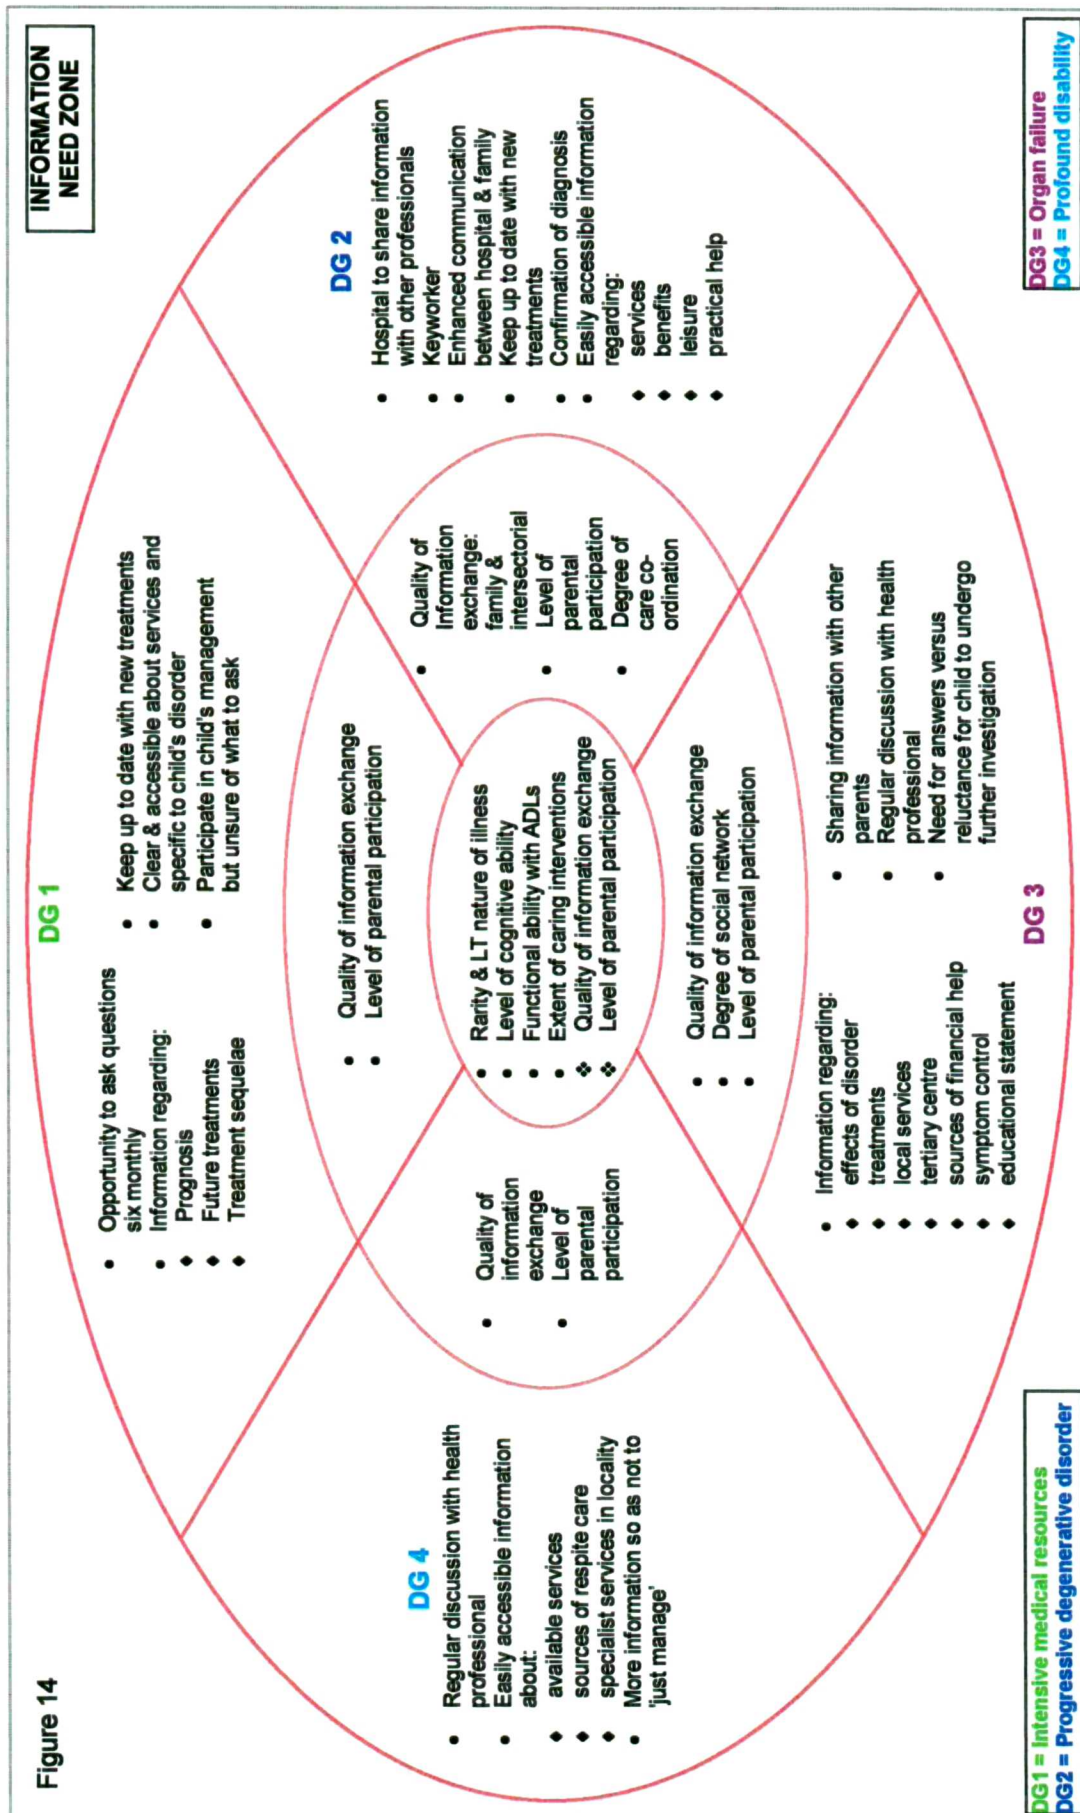 Figure 14
INFORMATION
NEED ZONE
DG 1
• Opportunity to ask questions
six monthly
• Information regarding:
◆ Prognosis
◆ Future treatments
◆ Treatment sequelae
• Keep up to date with new treatments
• Clear & accessible about services and
specific to child's disorder
• Participate in child's management
but unsure of what to ask
• Quality of information exchange
• Level of parental participation
DG 4
• Regular discussion with health
professional
• Easily accessible information
about:
◆ available services
◆ sources of respite care
◆ specialist services in locality
• More information so as not to
'just manage'
• Quality of
information
exchange
• Level of
parental
participation
• Rarity & LT nature of illness
• Level of cognitive ability
• Functional ability with ADLs
• Extent of caring interventions
❖ Quality of information exchange
❖ Level of parental participation
• Quality of
Information
exchange:
family &
intersectorial
• Level of
parental
participation
• Degree of
care co-
ordination
DG 2
• Hospital to share information
with other professionals
• Keyworker
• Enhanced communication
between hospital & family
• Keep up to date with new
treatments
• Confirmation of diagnosis
• Easily accessible information
regarding:
◆ services
◆ benefits
◆ leisure
◆ practical help
• Quality of information exchange
• Degree of social network
• Level of parental participation
• Information regarding:
◆ effects of disorder
◆ treatments
◆ local services
◆ tertiary centre
◆ sources of financial help
◆ symptom control
◆ educational statement
• Sharing information with other
parents
• Regular discussion with health
professional
• Need for answers versus
reluctance for child to undergo
further investigation
DG 3
DG1 = Intensive medical resources
DG2 = Progressive degenerative disorder
DG3 = Organ failure
DG4 = Profound disability